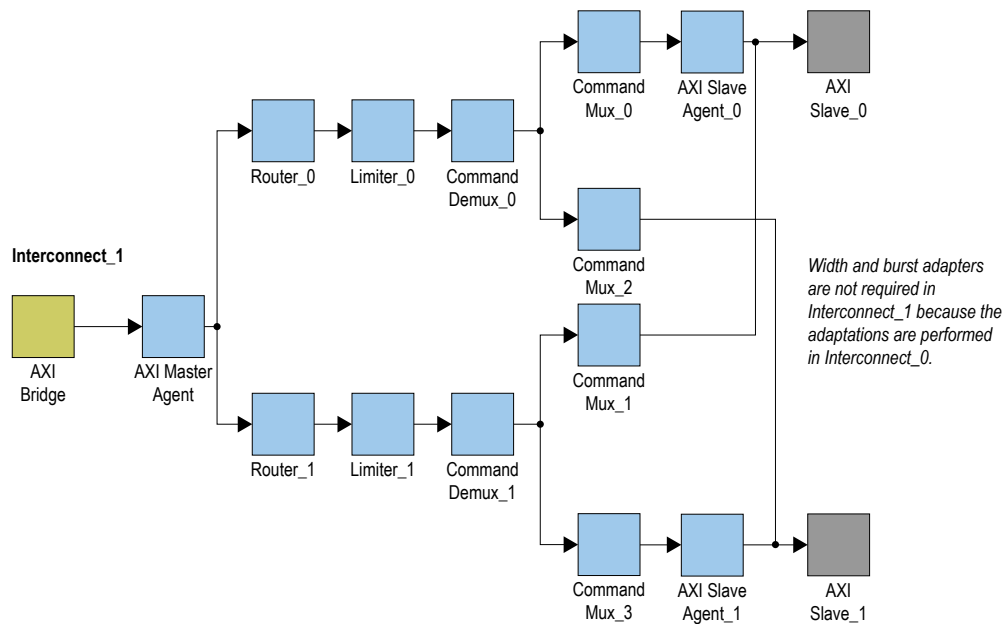 Command
Mux_0
AXI Slave
Agent_0
AXI
Slave_0
Router_0
Limiter_0
Command
Demux_0
Command
Mux_2
Interconnect_1
Width and burst adapters
are not required in
Interconnect_1 because the
adaptations are performed
in Interconnect_0.
AXI
Bridge
AXI Master
Agent
Command
Mux_1
Router_1
Limiter_1
Command
Demux_1
Command
Mux_3
AXI Slave
Agent_1
AXI
Slave_1